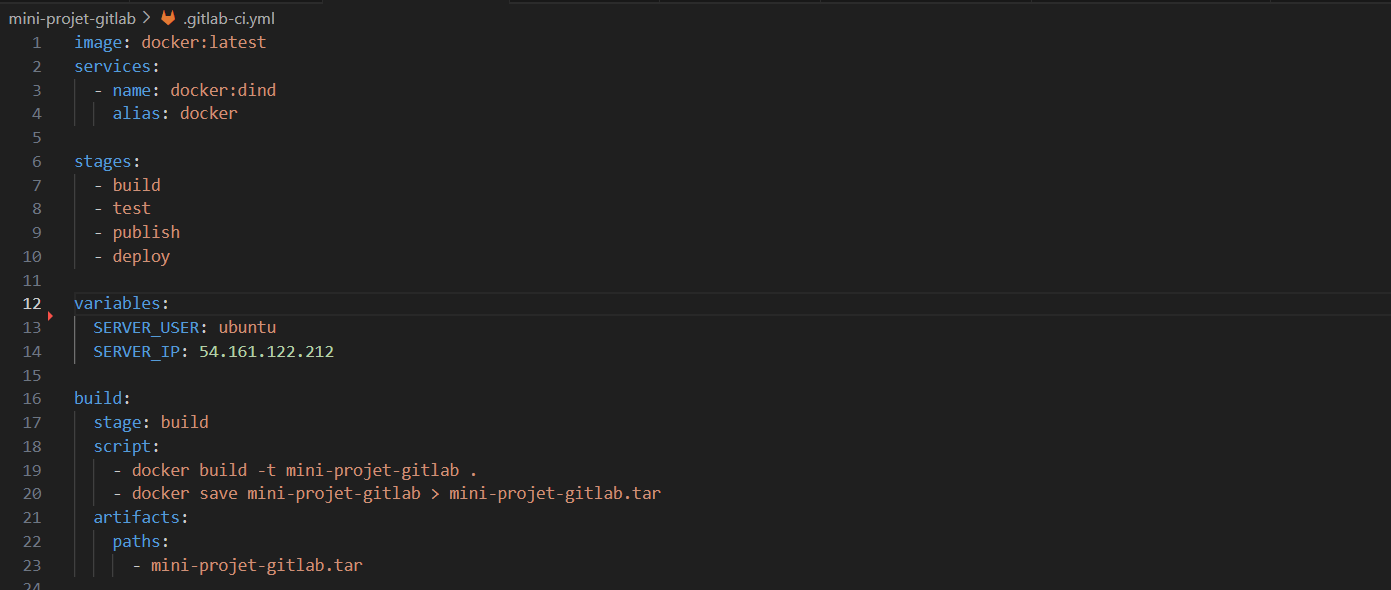 mini-projet-gitlab > .gitlab-ci.yml
1 image: docker:latest
2 services:
3   - name: docker:dind
4     alias: docker
5
6 stages:
7   - build
8   - test
9   - publish
10   - deploy
11
12 variables:
13   SERVER_USER: ubuntu
14   SERVER_IP: 54.161.122.212
15
16 build:
17   stage: build
18   script:
19     - docker build -t mini-projet-gitlab .
20     - docker save mini-projet-gitlab > mini-projet-gitlab.tar
21   artifacts:
22     paths:
23       - mini-projet-gitlab.tar
24